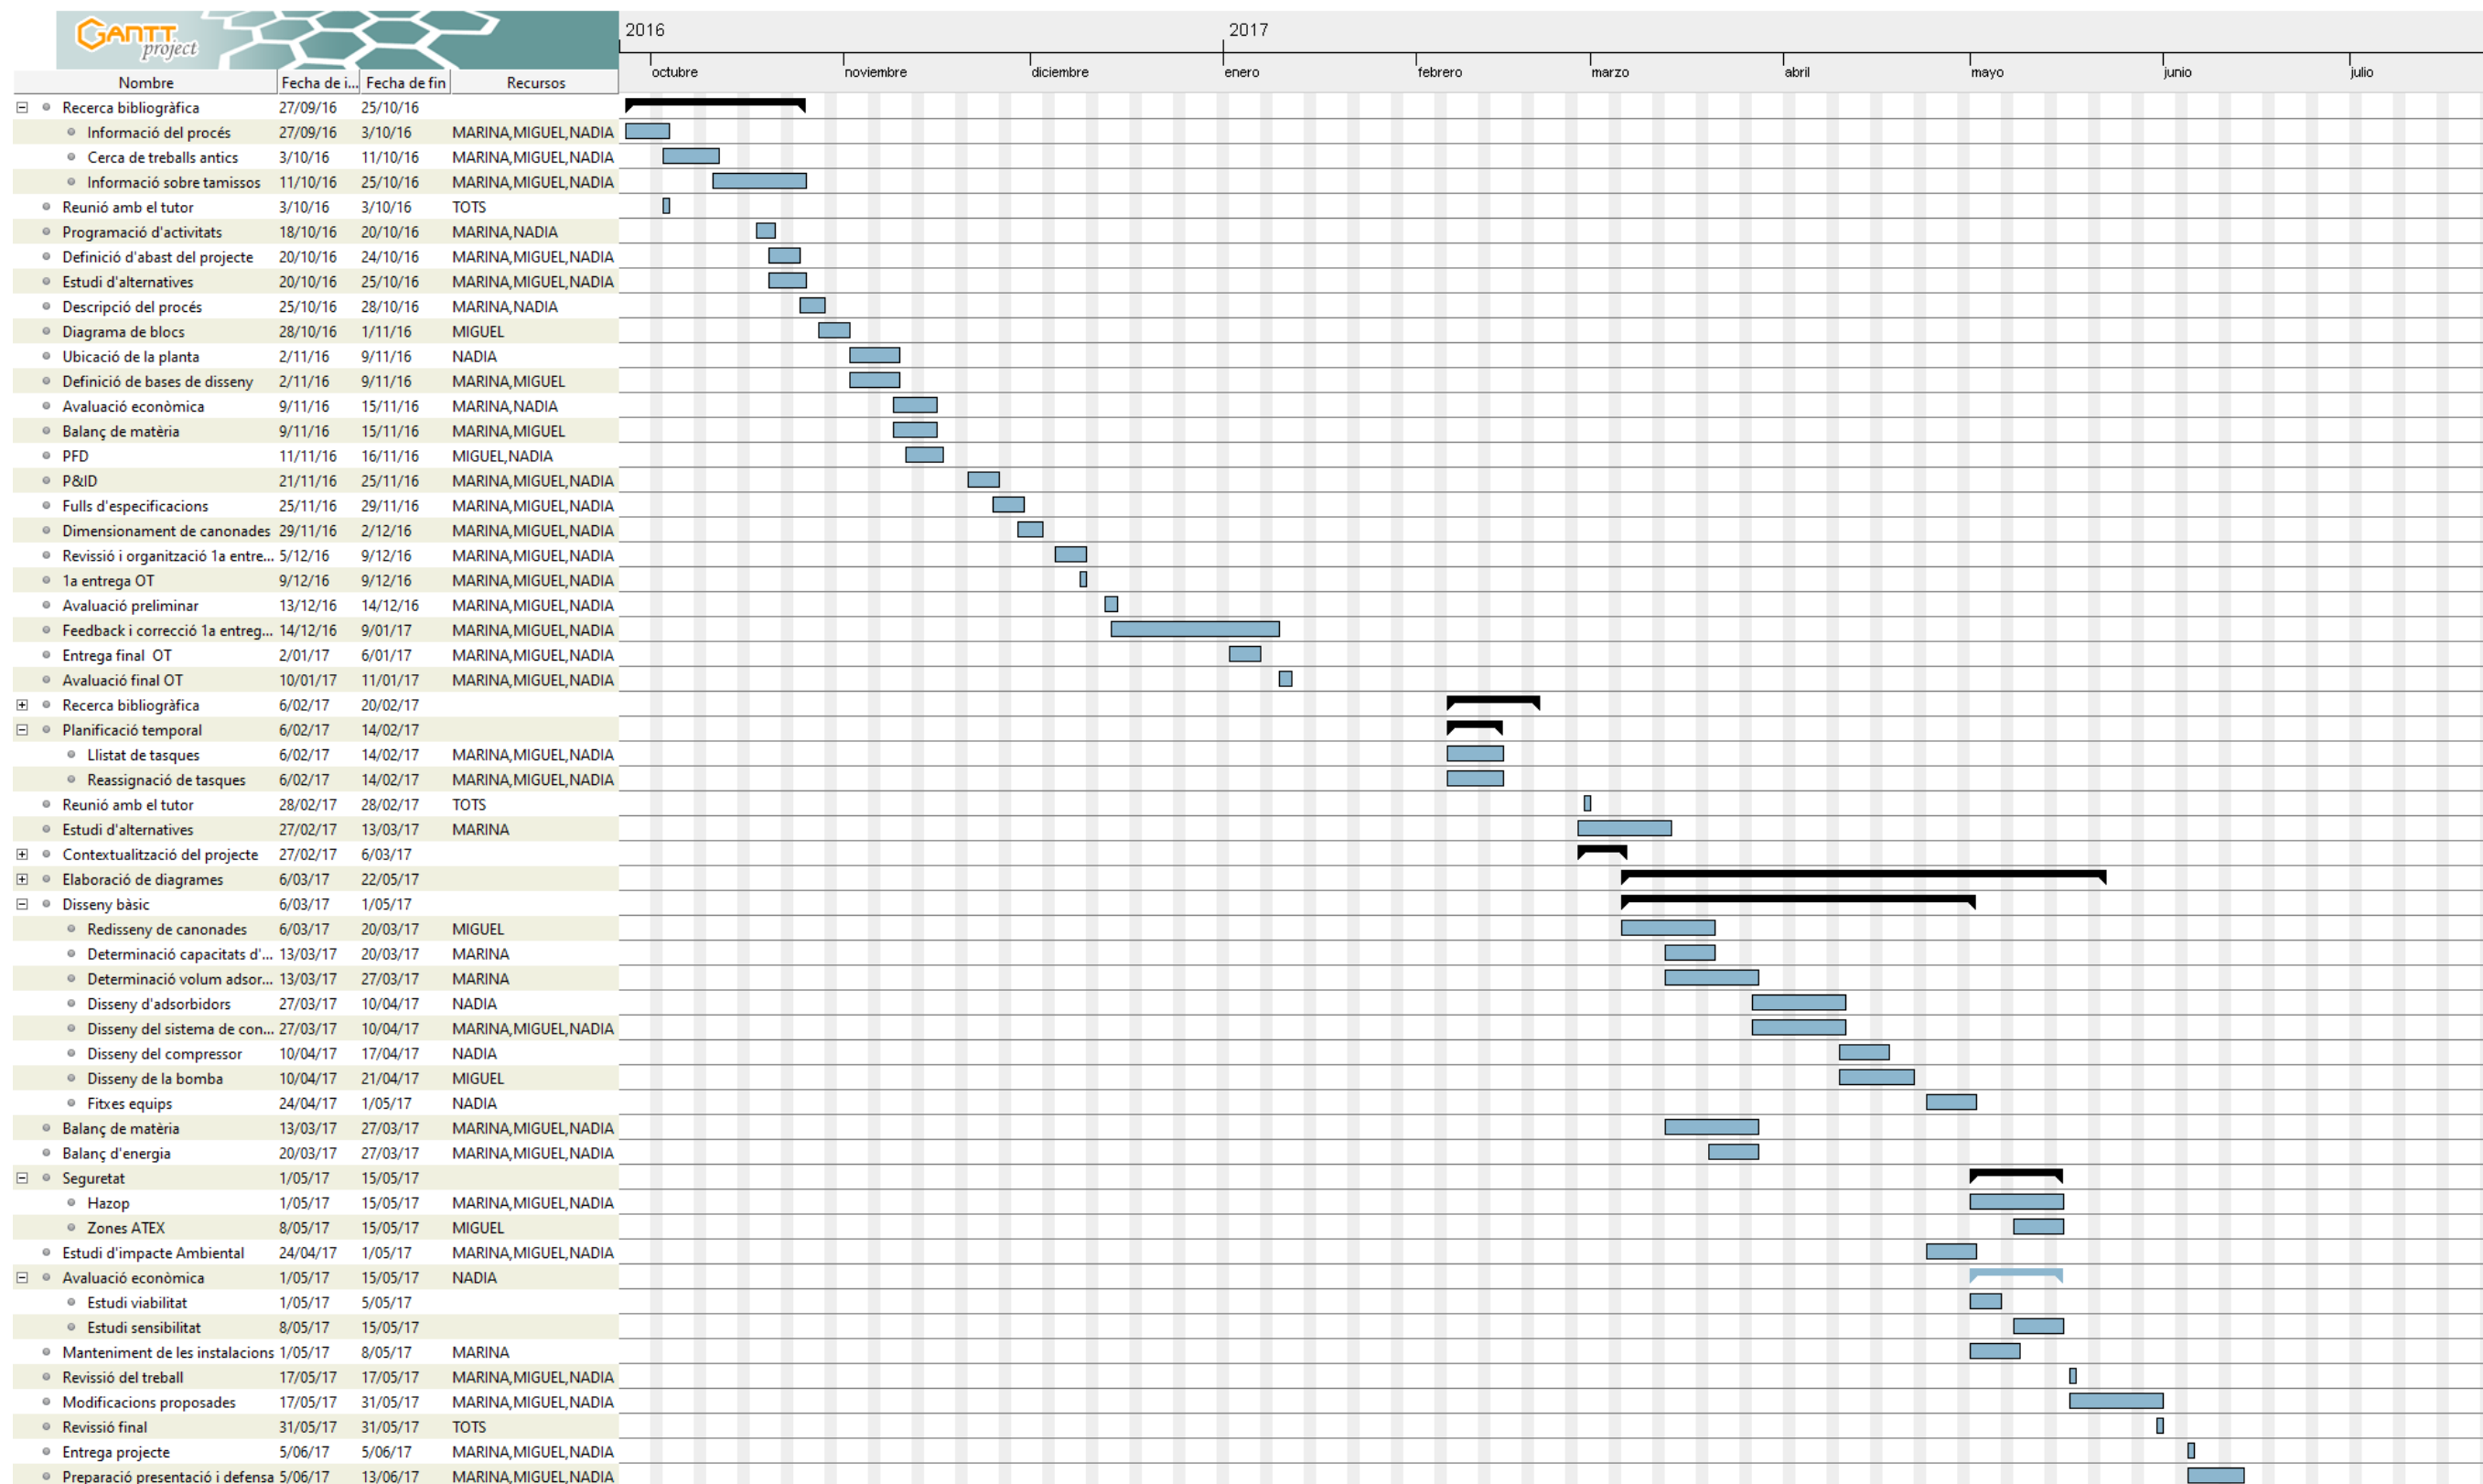 GANTT project
2016 2017
octubre noviembre diciembre enero febrero marzo abril mayo junio julio
Nombre Fecha de i... Fecha de fin Recursos
Recerca bibliogràfica 27/09/16 25/10/16
Informació del procés 27/09/16 3/10/16 MARINA,MIGUEL,NADIA
Cerca de treballs antics 3/10/16 11/10/16 MARINA,MIGUEL,NADIA
Informació sobre tamissos 11/10/16 25/10/16 MARINA,MIGUEL,NADIA
Reunió amb el tutor 3/10/16 3/10/16 TOTS
Programació d'activitats 18/10/16 20/10/16 MARINA,NADIA
Definició d'abast del projecte 20/10/16 24/10/16 MARINA,MIGUEL,NADIA
Estudi d'alternatives 20/10/16 25/10/16 MARINA,MIGUEL,NADIA
Descripció del procés 25/10/16 28/10/16 MARINA,NADIA
Diagrama de blocs 28/10/16 1/11/16 MIGUEL
Ubicació de la planta 2/11/16 9/11/16 NADIA
Definició de bases de disseny 2/11/16 9/11/16 MARINA,MIGUEL
Avaluació econòmica 9/11/16 15/11/16 MARINA,NADIA
Balanç de matèria 9/11/16 15/11/16 MARINA,MIGUEL
PFD 11/11/16 16/11/16 MIGUEL,NADIA
P&ID 21/11/16 25/11/16 MARINA,MIGUEL,NADIA
Fulls d'especificacions 25/11/16 29/11/16 MARINA,MIGUEL,NADIA
Dimensionament de canonades 29/11/16 2/12/16 MARINA,MIGUEL,NADIA
Revissió i organització 1a entre... 5/12/16 9/12/16 MARINA,MIGUEL,NADIA
1a entrega OT 9/12/16 9/12/16 MARINA,MIGUEL,NADIA
Avaluació preliminar 13/12/16 14/12/16 MARINA,MIGUEL,NADIA
Feedback i correcció 1a entreg... 14/12/16 9/01/17 MARINA,MIGUEL,NADIA
Entrega final OT 2/01/17 6/01/17 MARINA,MIGUEL,NADIA
Avaluació final OT 10/01/17 11/01/17 MARINA,MIGUEL,NADIA
Recerca bibliogràfica 6/02/17 20/02/17
Planificació temporal 6/02/17 14/02/17
Llistat de tasques 6/02/17 14/02/17 MARINA,MIGUEL,NADIA
Reassignació de tasques 6/02/17 14/02/17 MARINA,MIGUEL,NADIA
Reunió amb el tutor 28/02/17 28/02/17 TOTS
Estudi d'alternatives 27/02/17 13/03/17 MARINA
Contextualització del projecte 27/02/17 6/03/17
Elaboració de diagrames 6/03/17 22/05/17
Disseny bàsic 6/03/17 1/05/17
Redisseny de canonades 6/03/17 20/03/17 MIGUEL
Determinació capacitats d'... 13/03/17 20/03/17 MARINA
Determinació volum adsor... 13/03/17 27/03/17 MARINA
Disseny d'adsorbidors 27/03/17 10/04/17 NADIA
Disseny del sistema de con... 27/03/17 10/04/17 MARINA,MIGUEL,NADIA
Disseny del compressor 10/04/17 17/04/17 NADIA
Disseny de la bomba 10/04/17 21/04/17 MIGUEL
Fitxes equips 24/04/17 1/05/17 NADIA
Balanç de matèria 13/03/17 27/03/17 MARINA,MIGUEL,NADIA
Balanç d'energia 20/03/17 27/03/17 MARINA,MIGUEL,NADIA
Seguretat 1/05/17 15/05/17
Hazop 1/05/17 15/05/17 MARINA,MIGUEL,NADIA
Zones ATEX 8/05/17 15/05/17 MIGUEL
Estudi d'impacte Ambiental 24/04/17 1/05/17 MARINA,MIGUEL,NADIA
Avaluació econòmica 1/05/17 15/05/17 NADIA
Estudi viabilitat 1/05/17 5/05/17
Estudi sensibilitat 8/05/17 15/05/17
Manteniment de les instalacions 1/05/17 8/05/17 MARINA
Revissió del treball 17/05/17 17/05/17 MARINA,MIGUEL,NADIA
Modificacions proposades 17/05/17 31/05/17 MARINA,MIGUEL,NADIA
Revissió final 31/05/17 31/05/17 TOTS
Entrega projecte 5/06/17 5/06/17 MARINA,MIGUEL,NADIA
Preparació presentació i defensa 5/06/17 13/06/17 MARINA,MIGUEL,NADIA